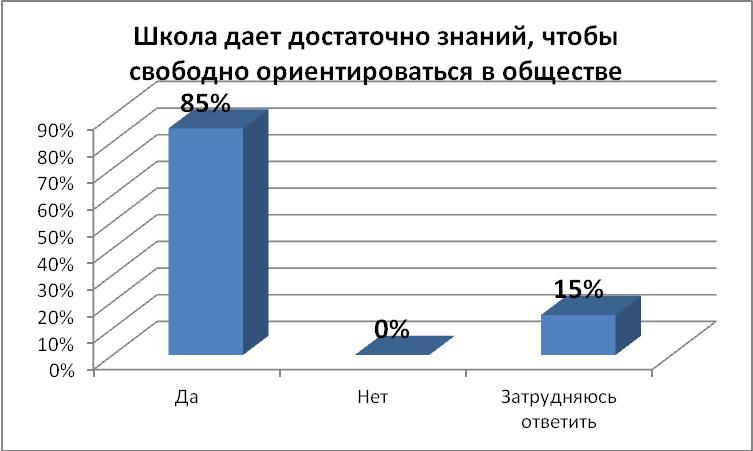 Школа дает достаточно знаний, чтобы
свободно ориентироваться в обществе
85%
90%
80%
70%
60%
50%
40%
30%
20%
10%
0%
0%
15%
Да
Нет
Затрудняюсь
ответить